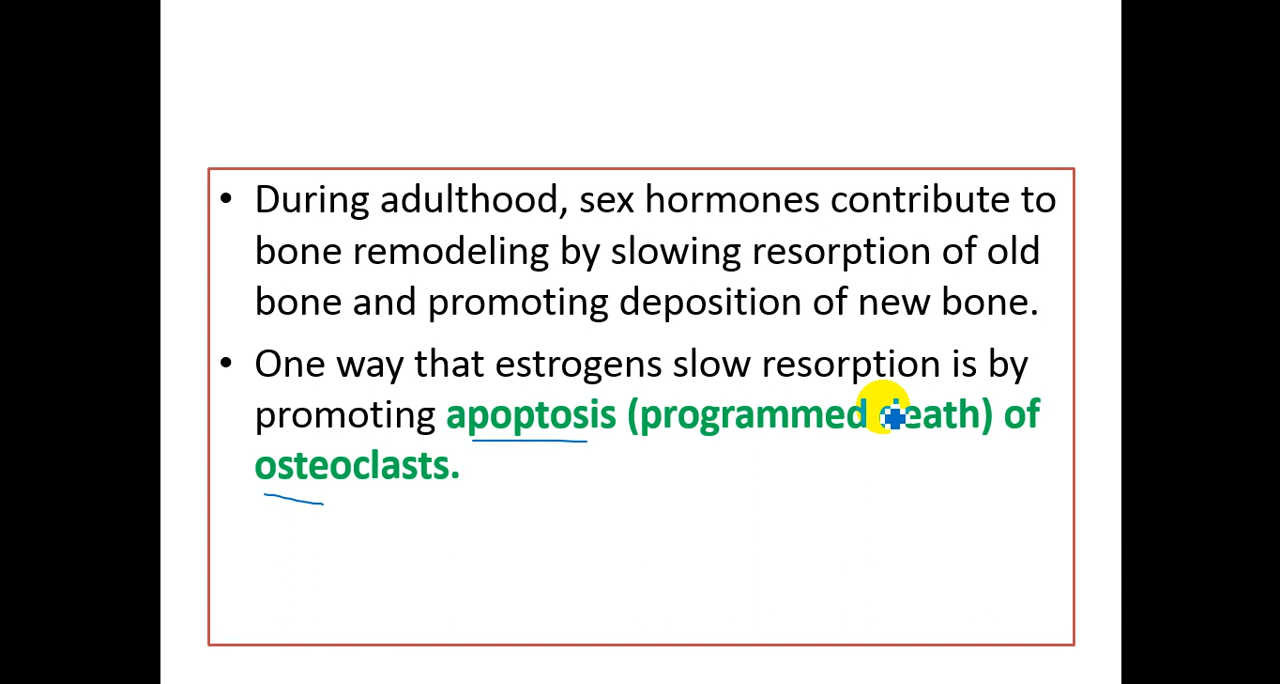 • During adulthood, sex hormones contribute to
bone remodeling by slowing resorption of old
bone and promoting deposition of new bone.
• One way that estrogens slow resorption is by
promoting apoptosis (programmed death) of
osteoclasts.